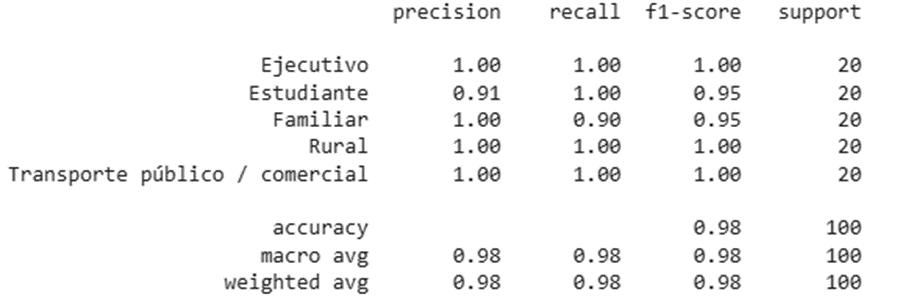 precision recall f1-score support
Ejecutivo 1.00 1.00 1.00 20
Estudiante 0.91 1.00 0.95 20
Familiar 1.00 0.90 0.95 20
Rural 1.00 1.00 1.00 20
Transporte público / comercial 1.00 1.00 1.00 20
accuracy 0.98 100
macro avg 0.98 0.98 0.98 100
weighted avg 0.98 0.98 0.98 100